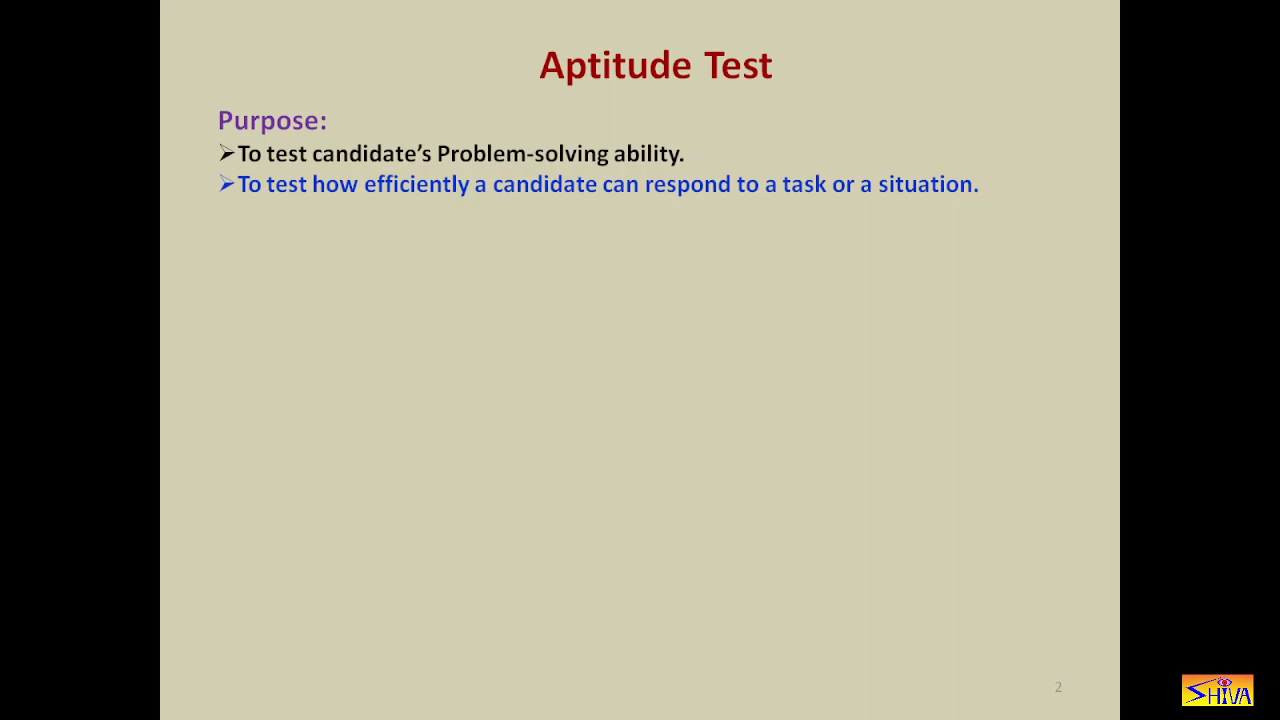 Aptitude Test
Purpose:
➢To test candidate’s Problem-solving ability.
➢To test how efficiently a candidate can respond to a task or a situation.
2
SHIVA